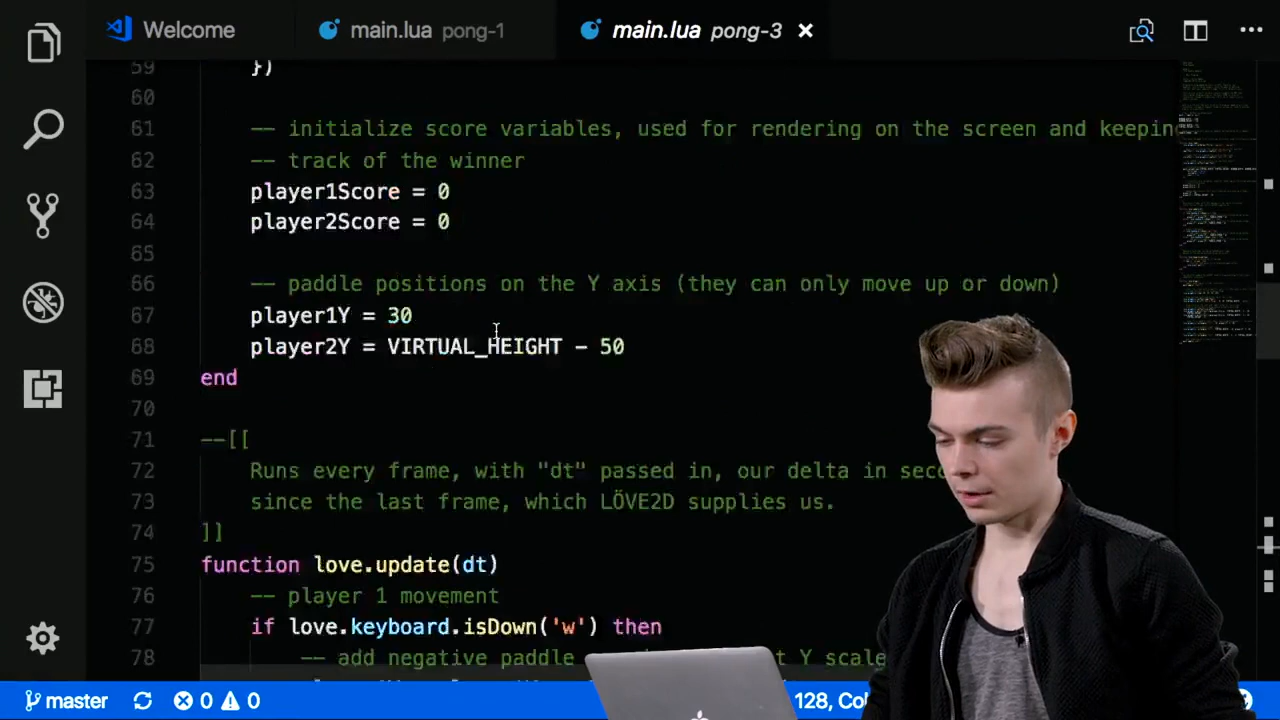 Welcome
main.lua pong-1
main.lua pong-3
59 })
60
61 -- initialize score variables, used for rendering on the screen and keeping
62 -- track of the winner
63 player1Score = 0
64 player2Score = 0
65
66 -- paddle positions on the Y axis (they can only move up or down)
67 player1Y = 30
68 player2Y = VIRTUAL_HEIGHT - 50
69 end
70
71 --[[
72 Runs every frame, with "dt" passed in, our delta in
73 since the last frame, which LÖVE2D supplies us.
74 ]]
75 function love.update(dt)
76 -- player 1 movement
77 if love.keyboard.isDown('w') then
78 -- add negative paddle Y scale
master 0 0 128,